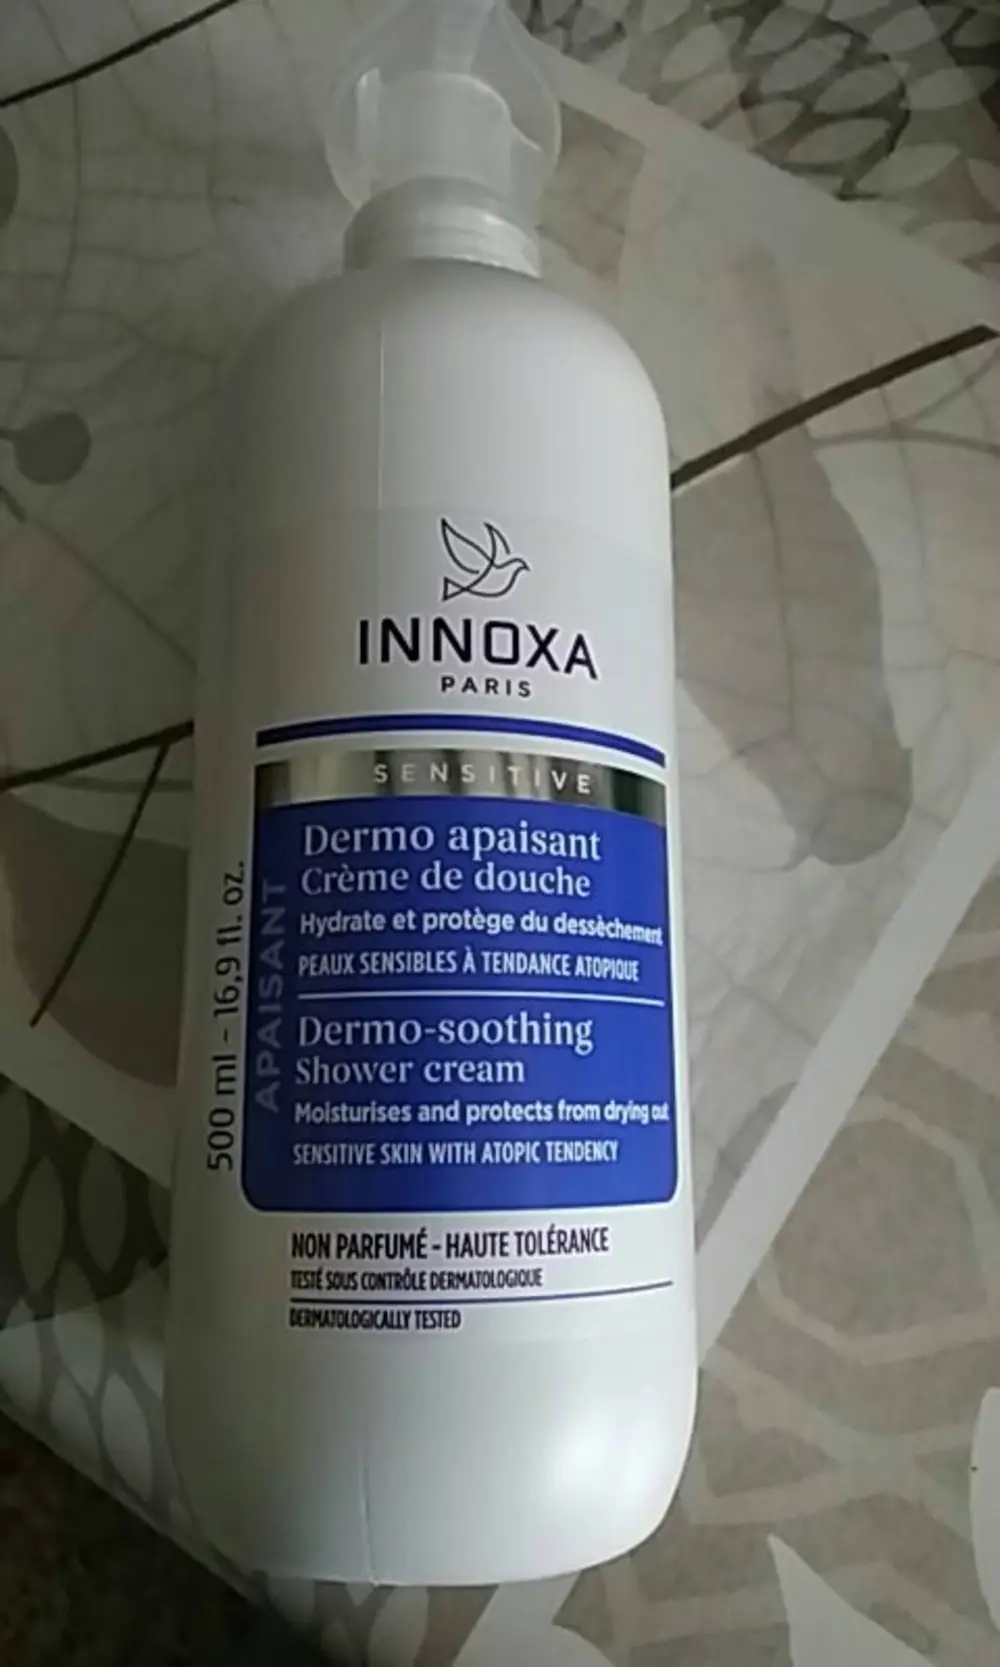 INNOXA
PARIS
SENSITIVE
Dermo apaisant
Crème de douche
Hydrate et protège du dessèchement
PEAUX SENSIBLES À TENDANCE ATOPIQUE
Dermo-soothing
Shower cream
Moisturises and protects from drying out
SENSITIVE SKIN WITH ATOPIC TENDENCY
APAISANT
500 ml - 16,9 fl. oz.
NON PARFUMÉ - HAUTE TOLÉRANCE
TESTÉ SOUS CONTRÔLE DERMATOLOGIQUE
DERMATOLOGICALLY TESTED